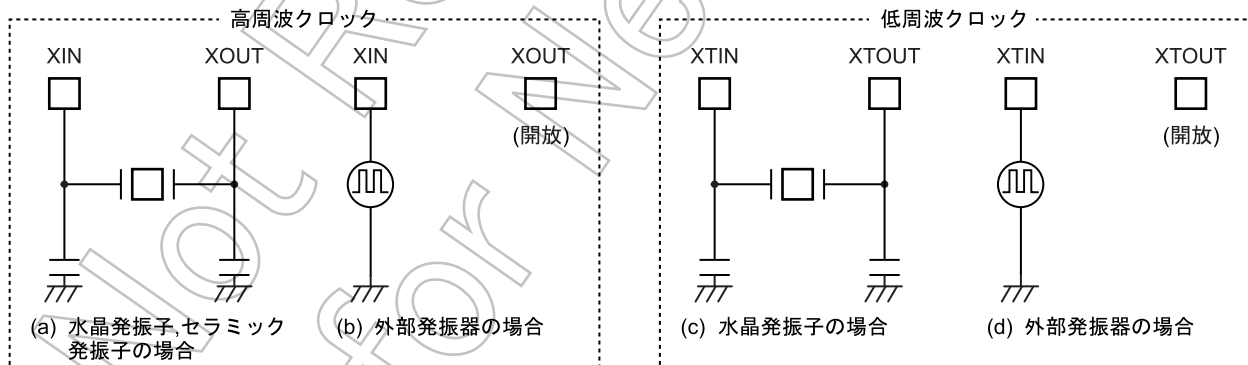 高周波クロック
XIN
XOUT
XIN
XOUT
(開放)
(a) 水晶発振子,セラミック
発振子の場合
(b) 外部発振器の場合
低周波クロック
XTIN
XTOUT
XTIN
XTOUT
(開放)
(c) 水晶発振子の場合
(d) 外部発振器の場合
Not R
for Ne